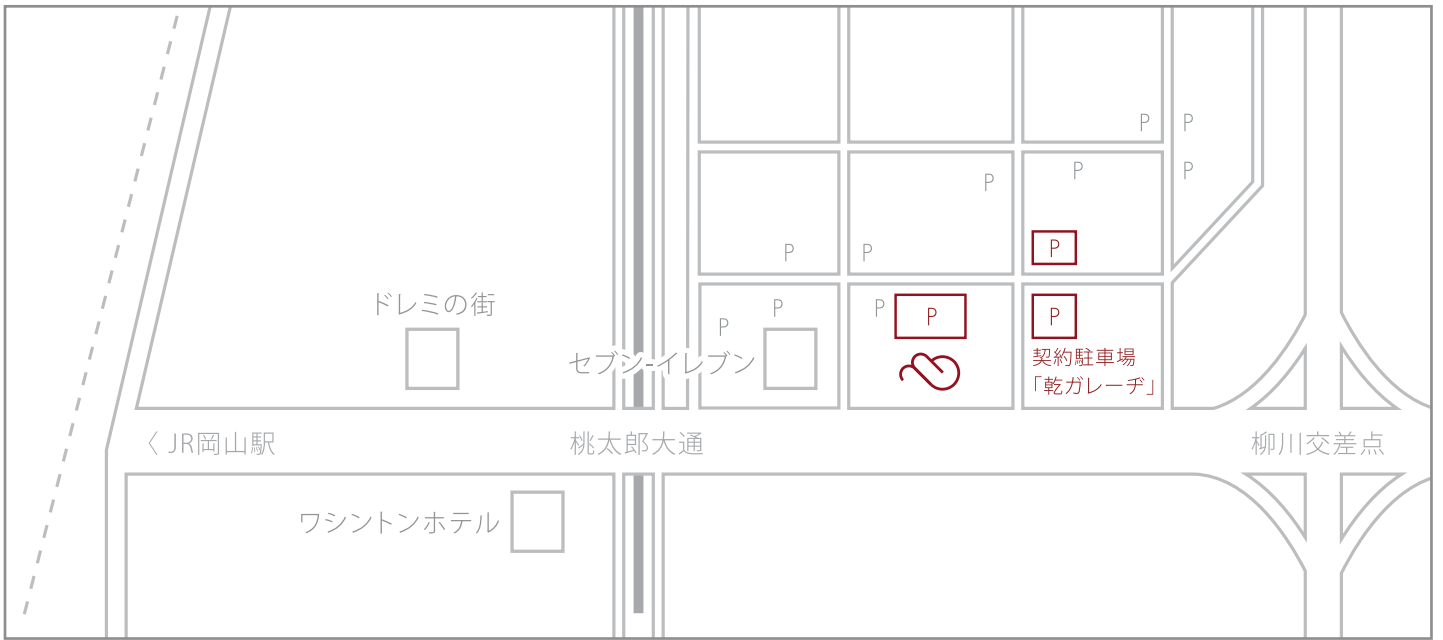 P P
P P
P
P P
P
ドレミの街
P P P P
P
セブン-イレブン
契約駐車場
「乾ガレーヂ」
〈 JR岡山駅 桃太郎大通 柳川交差点
ワシントンホテル